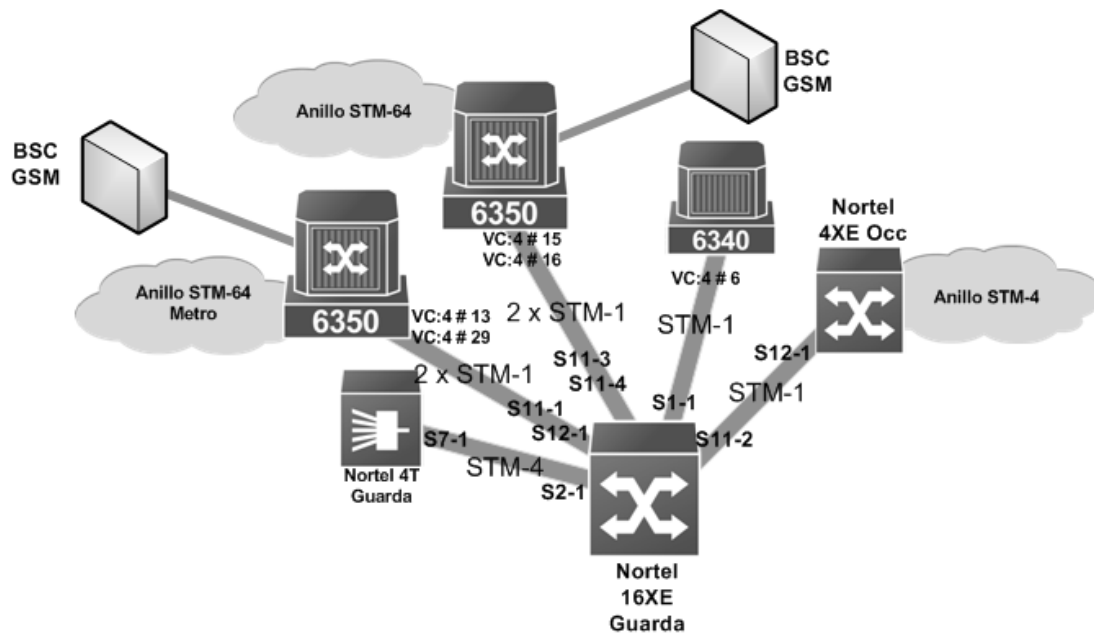 BSC
GSM
Anillo STM-64
BSC
GSM
6350
VC:4 # 15
VC:4 # 16
6340
VC:4 # 6
Nortel
4XE Occ
Anillo STM-4
Anillo STM-64
Metro
6350
VC:4 # 13
VC:4 # 29
2 x STM-1
STM-1
S12-1
STM-1
S11-3
S11-4
2 x STM-1
S11-1
S12-1
S1-1
S11-2
S7-1
STM-4
S2-1
Nortel 4T
Guarda
Nortel
16XE
Guarda